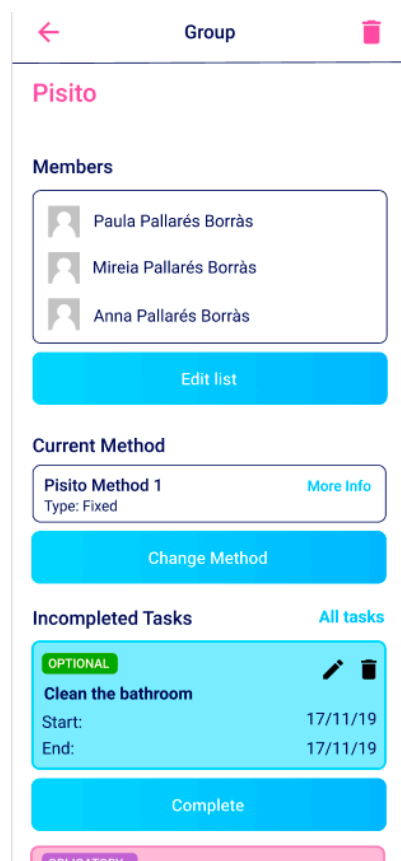 Group
Pisito
Members
Paula Pallarés Borràs
Mireia Pallarés Borràs
Anna Pallarés Borràs
Edit list
Current Method
Pisito Method 1 More Info
Type: Fixed
Change Method
Incompleted Tasks All tasks
OPTIONAL
Clean the bathroom
Start: 17/11/19
End: 17/11/19
Complete